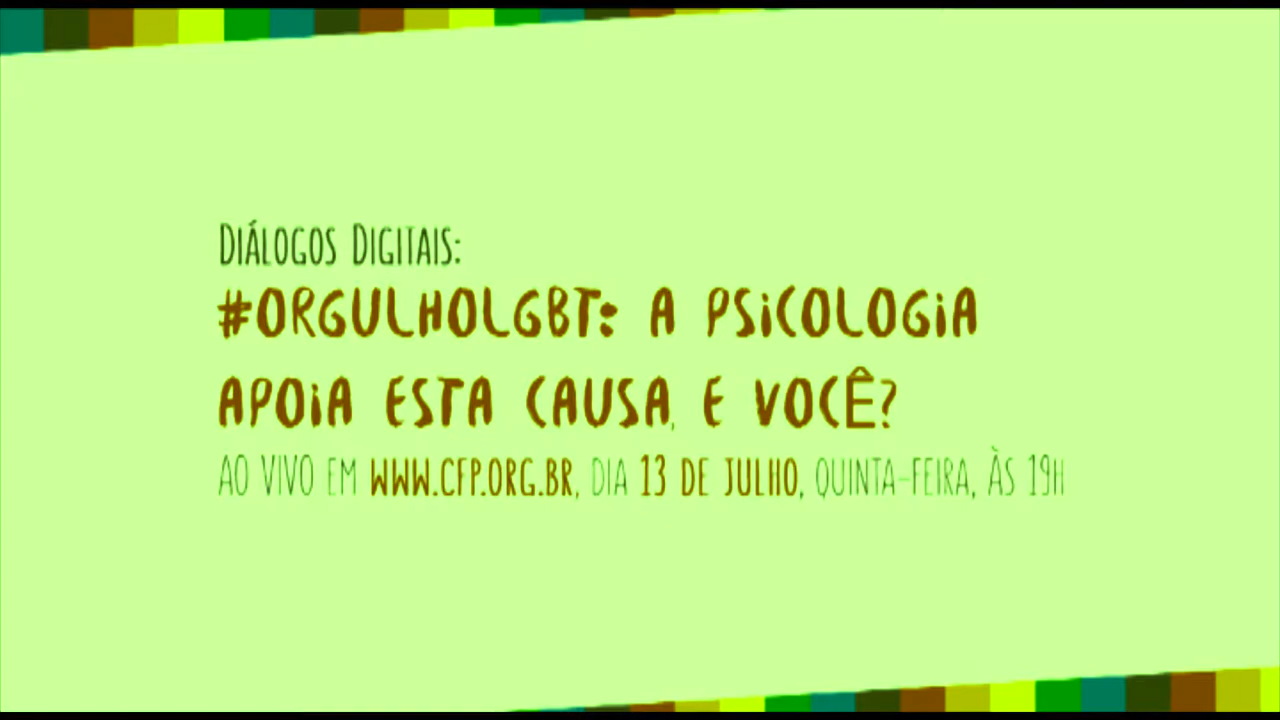 Diálogos Digitais:
#ORGULHOLGBT: A PSiCOLOGiA
APOiA ESTA CAUSA, E VOCÊ?
AO VIVO EM WWW.CFP.ORG.BR, DIA 13 DE JULHO, QUINTA-FEIRA, ÀS 19H